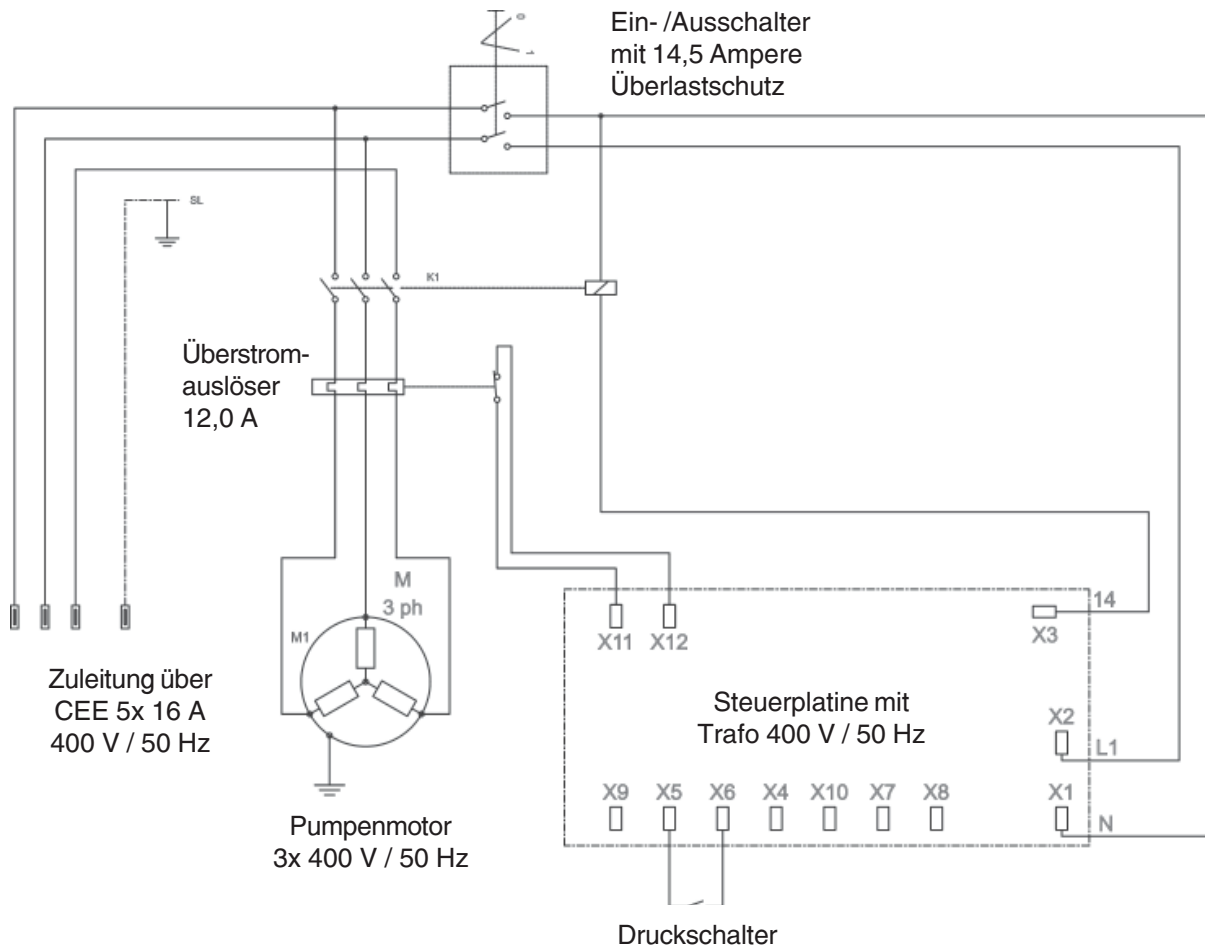 Ein- /Ausschalter
mit 14,5 Ampere
Überlastschutz
0
1
SL
K1
Überstrom-
auslöser
12,0 A
M
3 ph
M1
14
X11 X12 X3
Zuleitung über
CEE 5x 16 A
400 V / 50 Hz
Steuerplatine mit
Trafo 400 V / 50 Hz
X2
L1
X9 X5 X6 X4 X10 X7 X8 X1
N
Pumpenmotor
3x 400 V / 50 Hz
Druckschalter